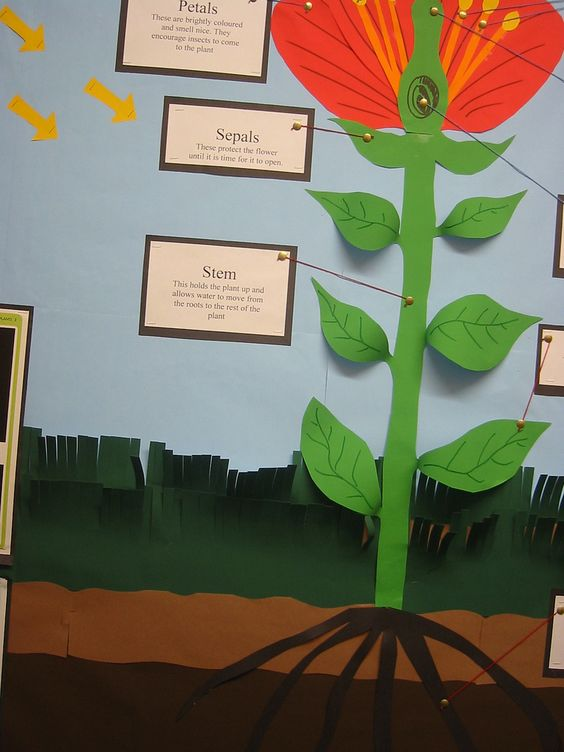 Petals
These are brightly coloured
and smell nice. They
encourage insects to come
to the plant
Sepals
These protect the flower
until it is time for it to open.
Stem
This holds the plant up and
allows water to move from
the roots to the rest of the
plant